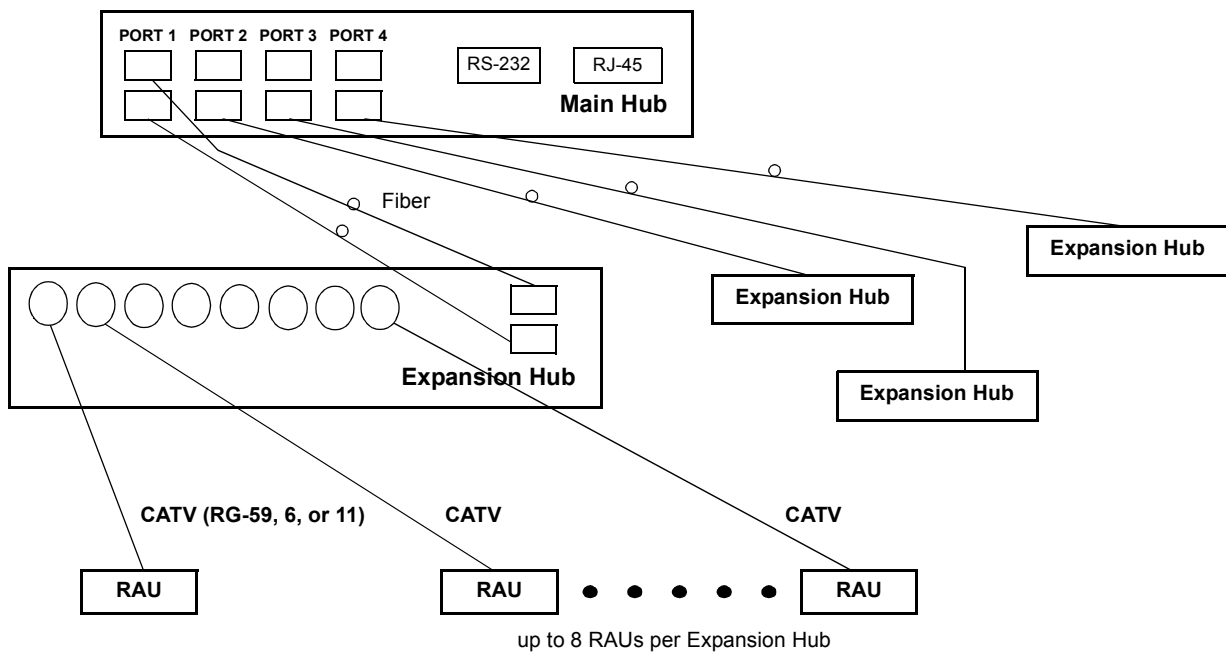 PORT 1 PORT 2 PORT 3 PORT 4
RS-232 RJ-45
Main Hub
Fiber
Expansion Hub
Expansion Hub
Expansion Hub
Expansion Hub
CATV (RG-59, 6, or 11) CATV CATV
RAU RAU RAU
up to 8 RAUs per Expansion Hub